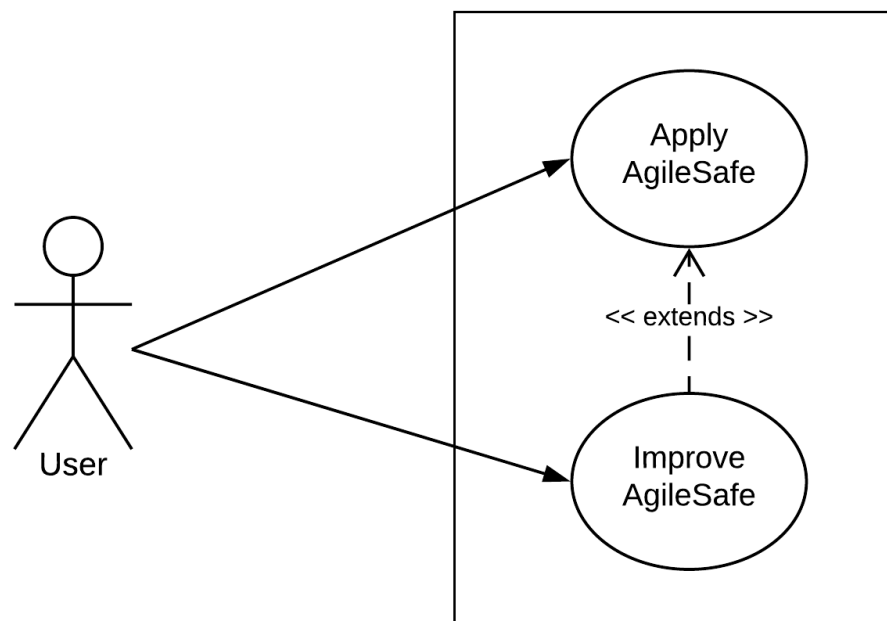 Apply
AgileSafe
<< extends >>
User
Improve
AgileSafe